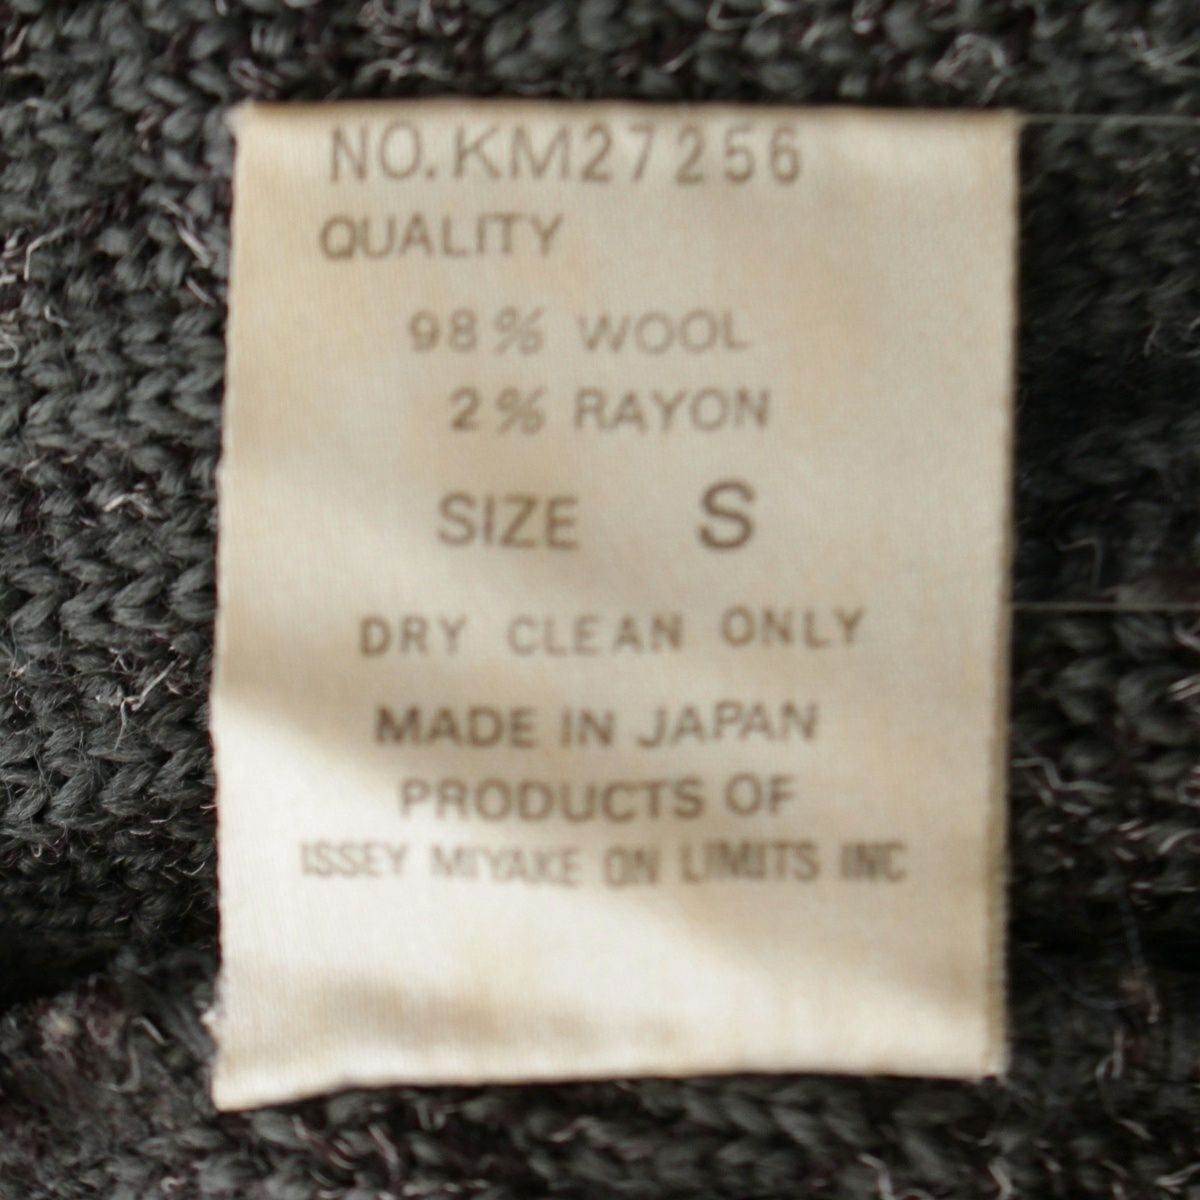 NO.KM27256
QUALITY
98% WOOL
2% RAYON
SIZE S
DRY CLEAN ONLY
MADE IN JAPAN
PRODUCTS OF
ISSEY MIYAKE ON LIMITS INC